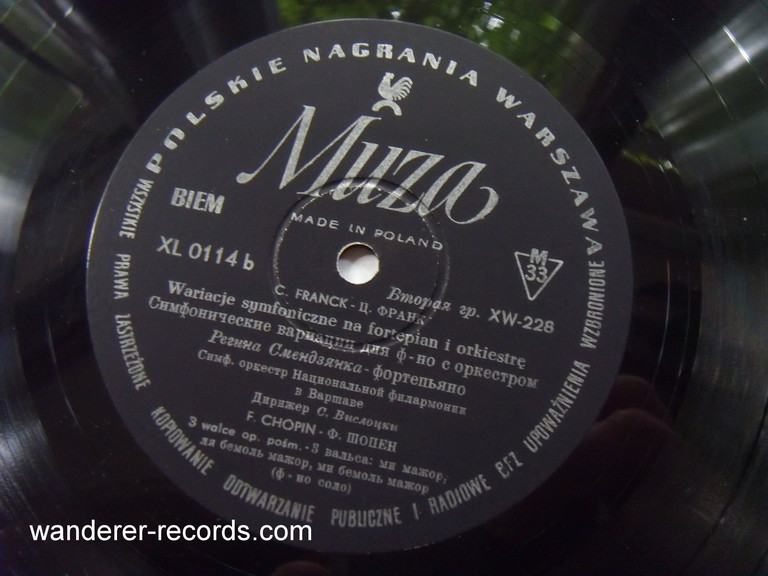 POLSKIE NAGRANIA WARSZAWA
Muza
BIEM
MADE IN POLAND
XL 0114 b
M
33
Вторая гр. XW-228
C. FRANCK - Ц. ФРАНК
Wariacje symfoniczne na fortepian i orkiestrę
Симфонические вариации для ф-но с оркестром
Регина Смендзянка - фортепьяно
Симф. оркестр Национальной филармонии
в Варшаве
Дирижер С. Вислоцки
F. CHOPIN - Ф. ШОПЕН
3 walce op. pośm. - 3 вальса: ми мажор,
ля бемоль мажор, ми бемоль мажор
(ф - но соло)
WSZYSTKIE PRAWA ZASTRZEŻONE KOPIOWANIE ODTWARZANIE PUBLICZNE I RADIOWE BEZ UPOWAŻNIENIA WZBRONIONE
wanderer-records.com